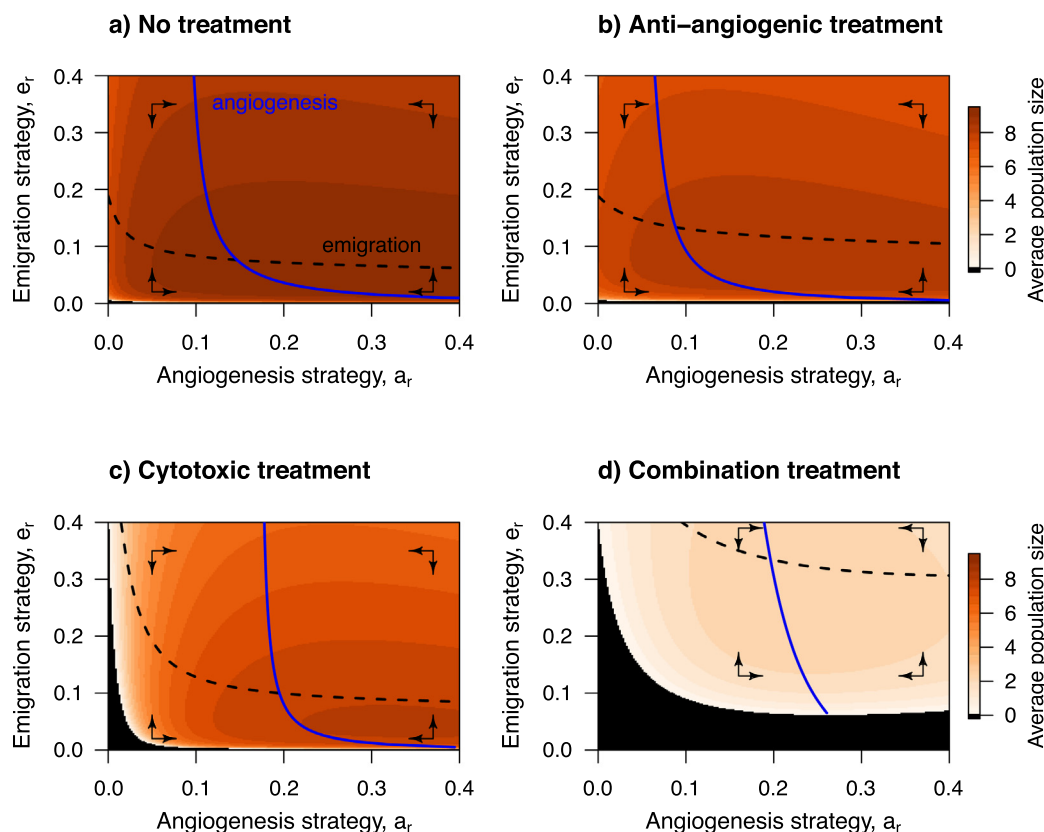 a) No treatment
b) Anti−angiogenic treatment
Emigration strategy, er
0.4
0.3
0.2
0.1
0.0
angiogenesis
emigration
0.0 0.1 0.2 0.3 0.4
Angiogenesis strategy, ar
Emigration strategy, er
0.4
0.3
0.2
0.1
0.0
0.0 0.1 0.2 0.3 0.4
Angiogenesis strategy, ar
8
6
4
2
0
Average population size
c) Cytotoxic treatment
d) Combination treatment
Emigration strategy, er
0.4
0.3
0.2
0.1
0.0
0.0 0.1 0.2 0.3 0.4
Angiogenesis strategy, ar
Emigration strategy, er
0.4
0.3
0.2
0.1
0.0
0.0 0.1 0.2 0.3 0.4
Angiogenesis strategy, ar
8
6
4
2
0
Average population size